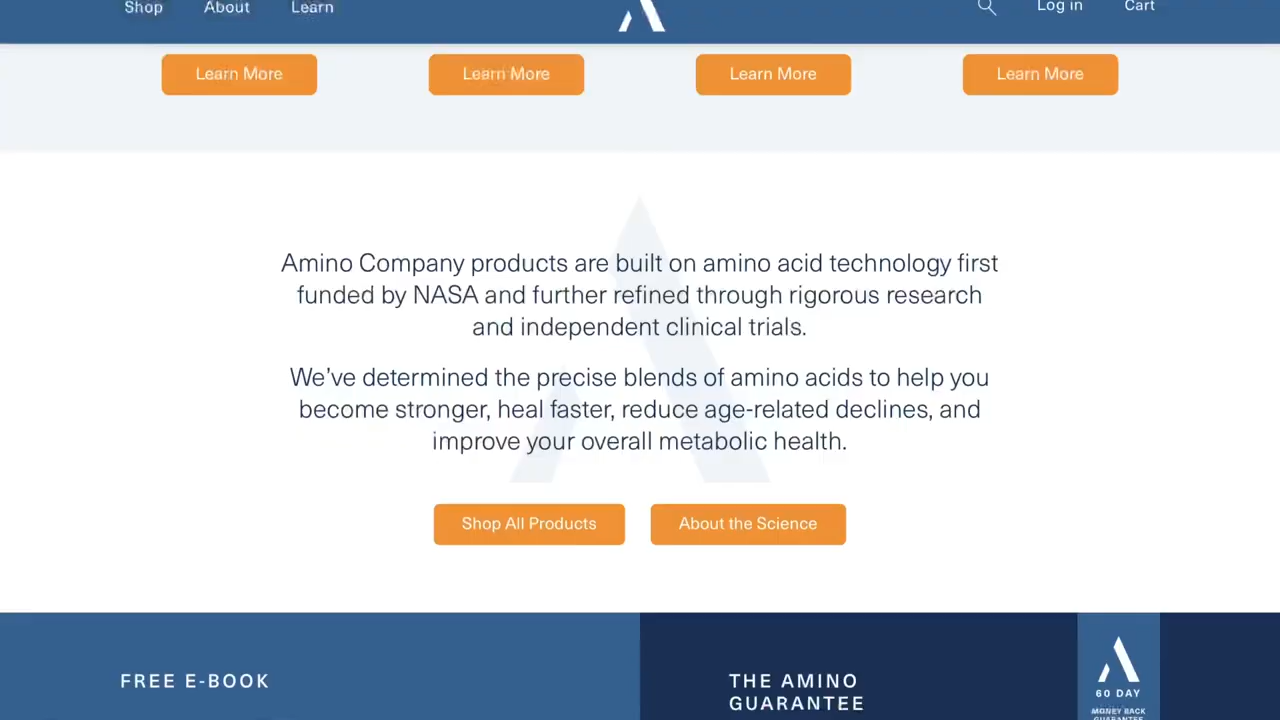 Shop About Learn Log in Cart
Learn More Learn More Learn More Learn More
Amino Company products are built on amino acid technology first
funded by NASA and further refined through rigorous research
and independent clinical trials.
We’ve determined the precise blends of amino acids to help you
become stronger, heal faster, reduce age-related declines, and
improve your overall metabolic health.
Shop All Products About the Science
FREE E-BOOK
THE AMINO
GUARANTEE
60 DAY
MONEY BACK
GUARANTEE